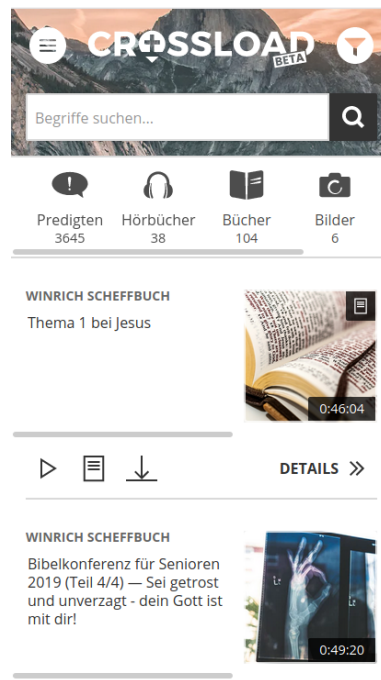 CROSSLOAD
BETA
Begriffe suchen...
Predigten Hörbücher Bücher Bilder
3645 38 104 6
WINRICH SCHEFFBUCH
Thema 1 bei Jesus
0:46:04
DETAILS
WINRICH SCHEFFBUCH
Bibelkonferenz für Senioren
2019 (Teil 4/4) — Sei getrost
und unverzagt - dein Gott ist
mit dir!
0:49:20